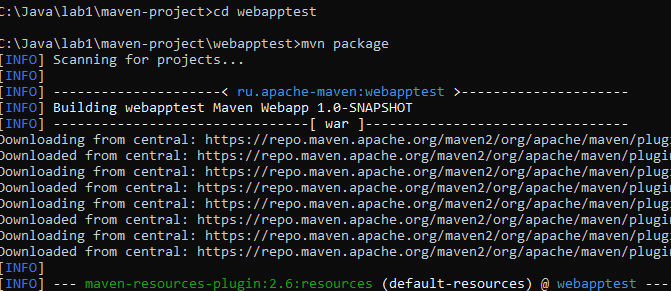 C:\Java\lab1\maven-project>cd webapptest
C:\Java\lab1\maven-project\webapptest>mvn package
[INFO] Scanning for projects...
[INFO]
[INFO] ---------------------< ru.apache-maven:webapptest >---------------------
[INFO] Building webapptest Maven Webapp 1.0-SNAPSHOT
[INFO] --------------------------------[ war ]---------------------------------
Downloading from central: https://repo.maven.apache.org/maven2/org/apache/maven/plugi
Downloaded from central: https://repo.maven.apache.org/maven2/org/apache/maven/plugin
Downloading from central: https://repo.maven.apache.org/maven2/org/apache/maven/plugi
Downloaded from central: https://repo.maven.apache.org/maven2/org/apache/maven/plugin
Downloading from central: https://repo.maven.apache.org/maven2/org/apache/maven/plugi
Downloaded from central: https://repo.maven.apache.org/maven2/org/apache/maven/plugin
Downloading from central: https://repo.maven.apache.org/maven2/org/apache/maven/plugi
Downloaded from central: https://repo.maven.apache.org/maven2/org/apache/maven/plugin
[INFO]
[INFO] --- maven-resources-plugin:2.6:resources (default-resources) @ webapptest ---